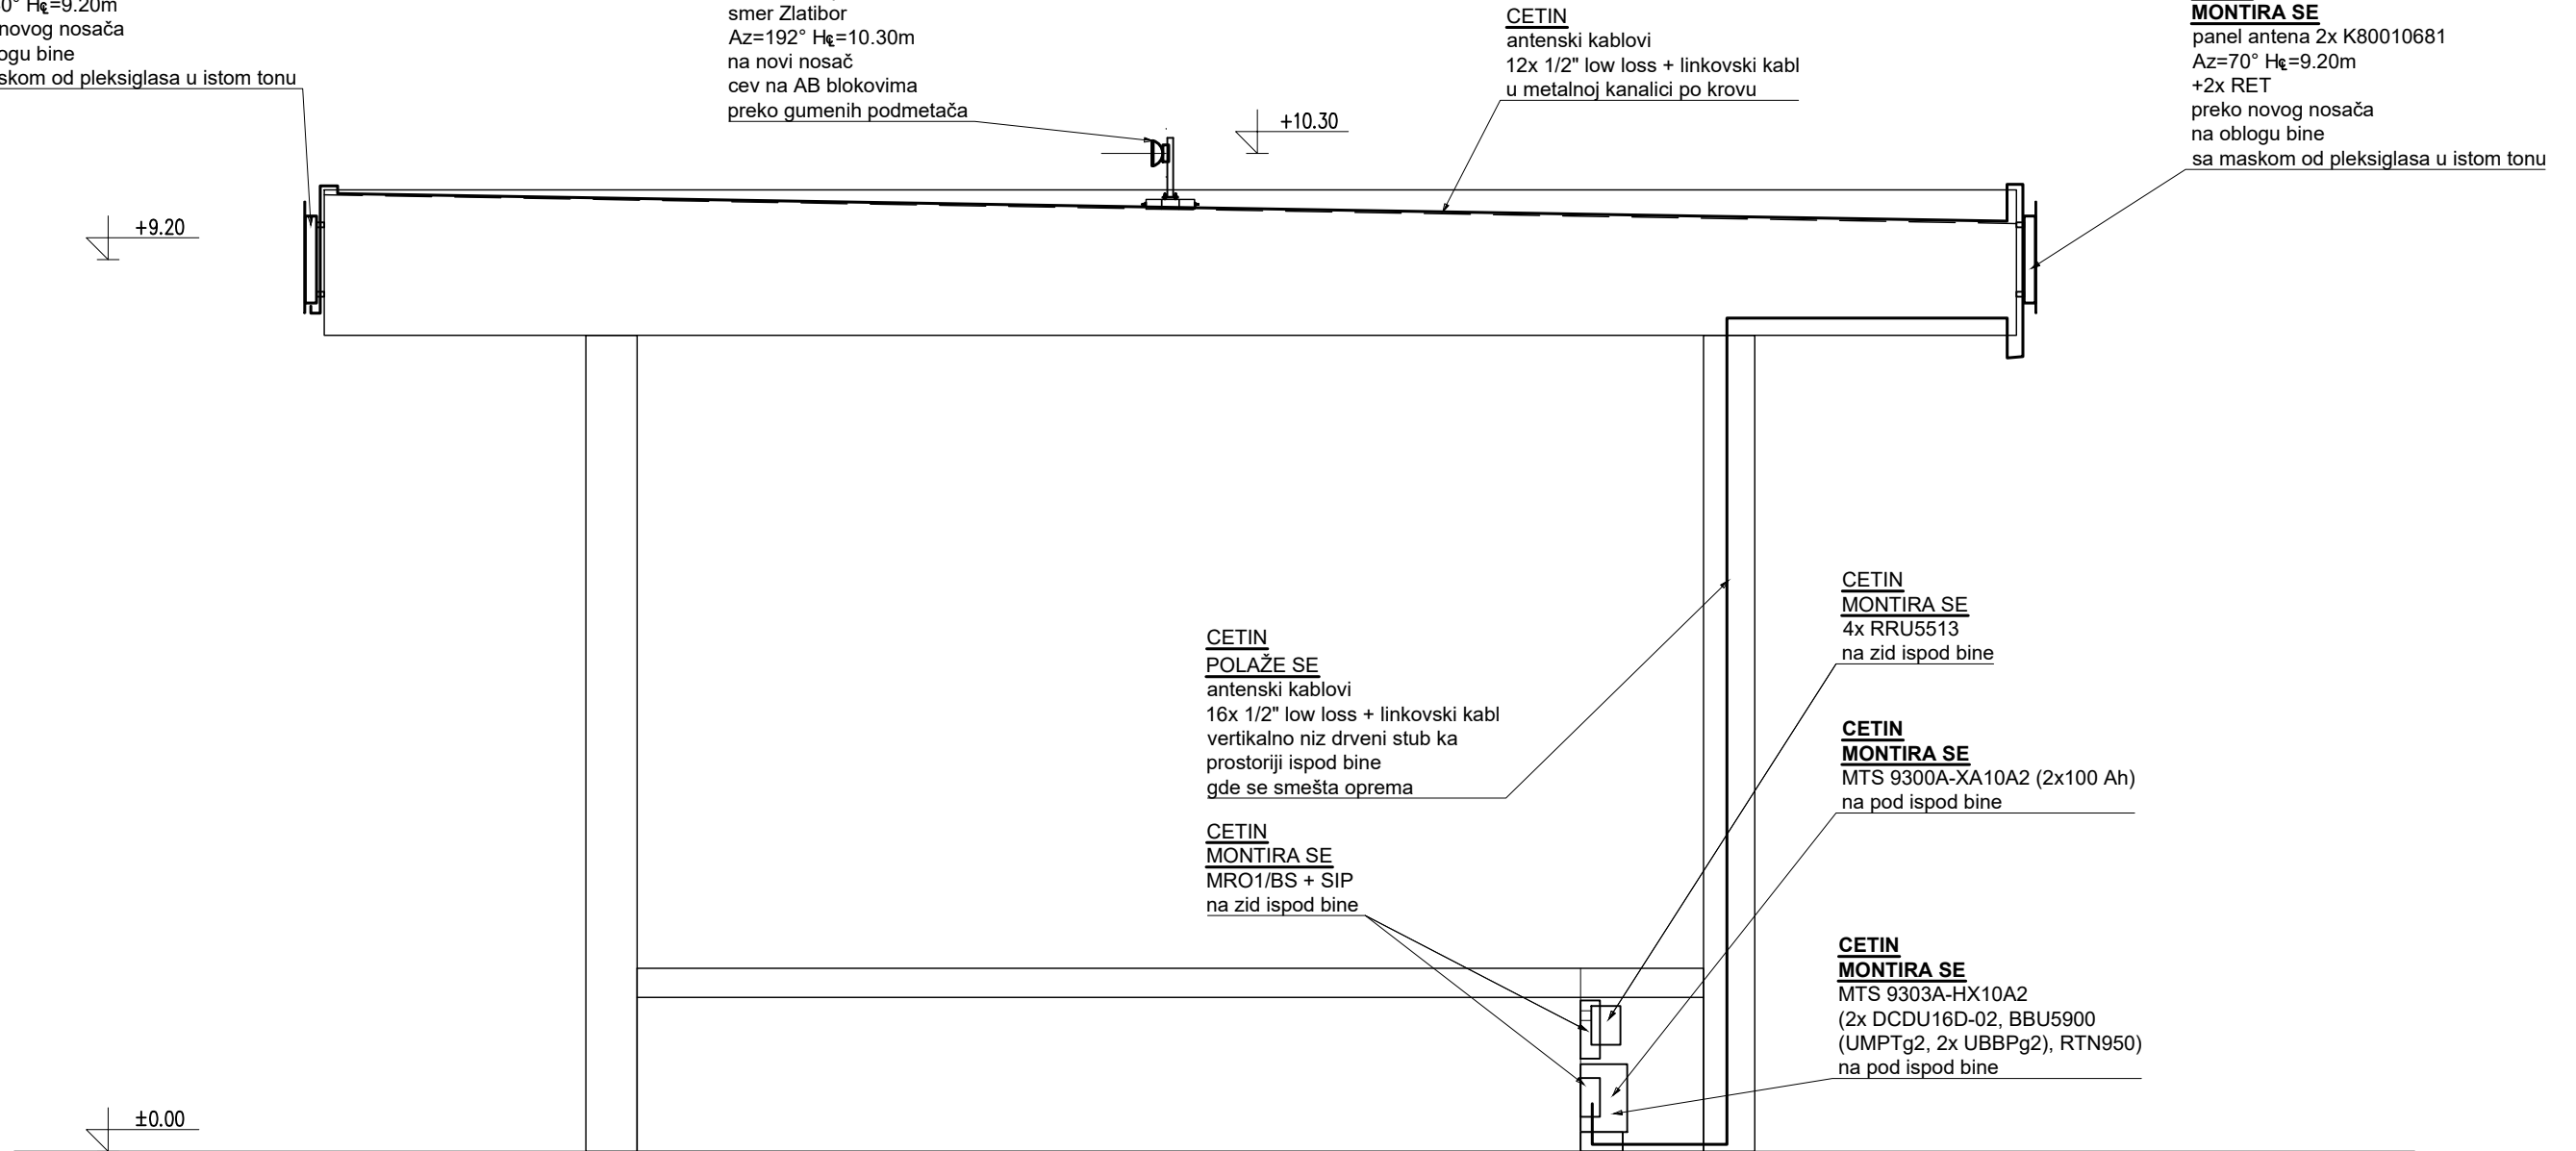 0° H℄=9.20m
novog nosača
ogu bine
skom od pleksiglasa u istom tonu
smer Zlatibor
Az=192° H℄=10.30m
na novi nosač
cev na AB blokovima
preko gumenih podmetača
CETIN
antenski kablovi
12x 1/2" low loss + linkovski kabl
u metalnoj kanalici po krovu
MONTIRA SE
panel antena 2x K80010681
Az=70° H℄=9.20m
+2x RET
preko novog nosača
na oblogu bine
sa maskom od pleksiglasa u istom tonu
+10.30
+9.20
CETIN
MONTIRA SE
4x RRU5513
na zid ispod bine
CETIN
POLAŽE SE
antenski kablovi
16x 1/2" low loss + linkovski kabl
vertikalno niz drveni stub ka
prostoriji ispod bine
gde se smešta oprema
CETIN
MONTIRA SE
MTS 9300A-XA10A2 (2x100 Ah)
na pod ispod bine
CETIN
MONTIRA SE
MRO1/BS + SIP
na zid ispod bine
CETIN
MONTIRA SE
MTS 9303A-HX10A2
(2x DCDU16D-02, BBU5900
(UMPTg2, 2x UBBPg2), RTN950)
na pod ispod bine
±0.00